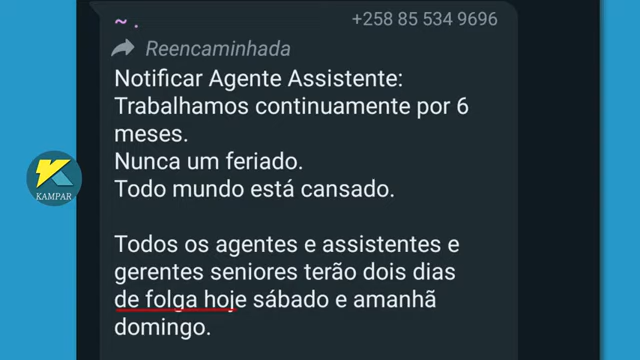 ~ .
+258 85 534 9696
Reencaminhada
Notificar Agente Assistente:
Trabalhamos continuamente por 6
meses.
Nunca um feriado.
Todo mundo está cansado.
KAMPAR
Todos os agentes e assistentes e
gerentes seniores terão dois dias
de folga hoje sábado e amanhã
domingo.